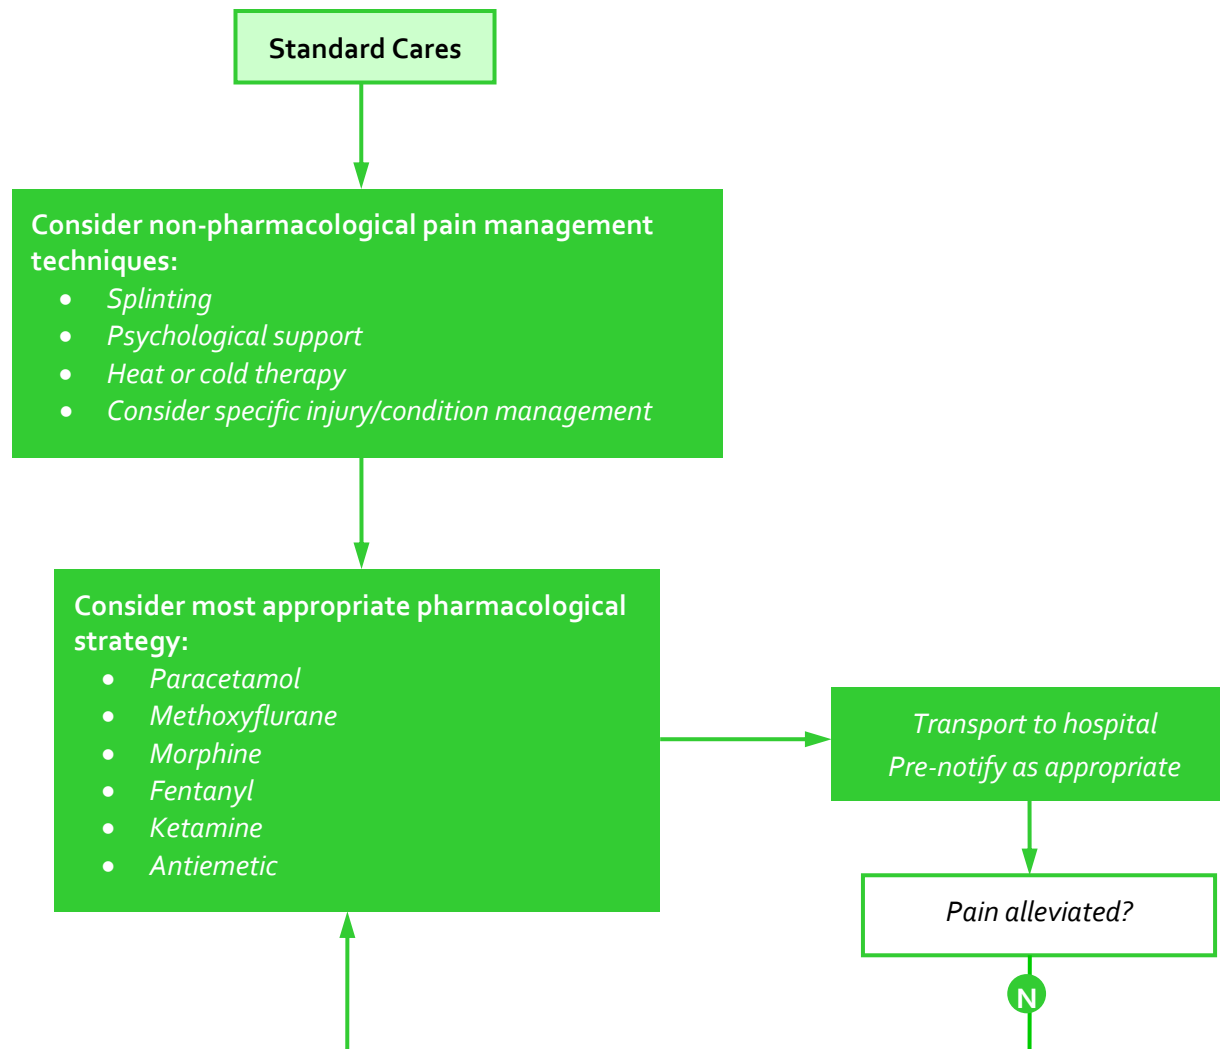 Standard Cares
Consider non-pharmacological pain management
techniques:
• Splinting
• Psychological support
• Heat or cold therapy
• Consider specific injury/condition management
Consider most appropriate pharmacological
strategy:
• Paracetamol
• Methoxyflurane
• Morphine
• Fentanyl
• Ketamine
• Antiemetic
Transport to hospital
Pre-notify as appropriate
Pain alleviated?
N